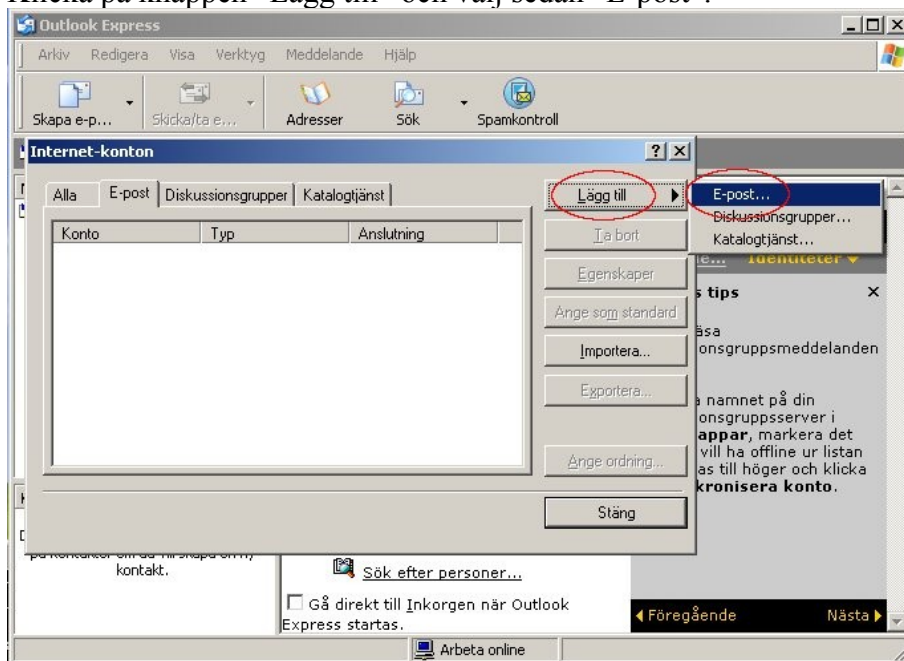 Klicka på knappen "Lägg till" och välj sedan "E-post".
Outlook Express
Arkiv Redigera Visa Verktyg Meddelande Hjälp
Skapa e-p... Skicka/ta e... Adresser Sök Spamkontroll
Internet-konton
Alla E-post Diskussionsgrupper Katalogtjänst
Konto Typ Anslutning
Lägg till
E-post...
Diskussionsgrupper...
Katalogtjänst...
Ta bort
Egenskaper
Ange som standard
Importera...
Exportera...
Ange ordning...
Stäng
Identiteter
s tips
äsa
onsgruppsmeddelanden
namnet på din
onsgruppsserver i
appar, markera det
vill ha offline ur listan
as till höger och klicka
kronisera konto.
kontakt.
Sök efter personer...
Gå direkt till Inkorgen när Outlook
Express startas.
Föregående Nästa
Arbeta online